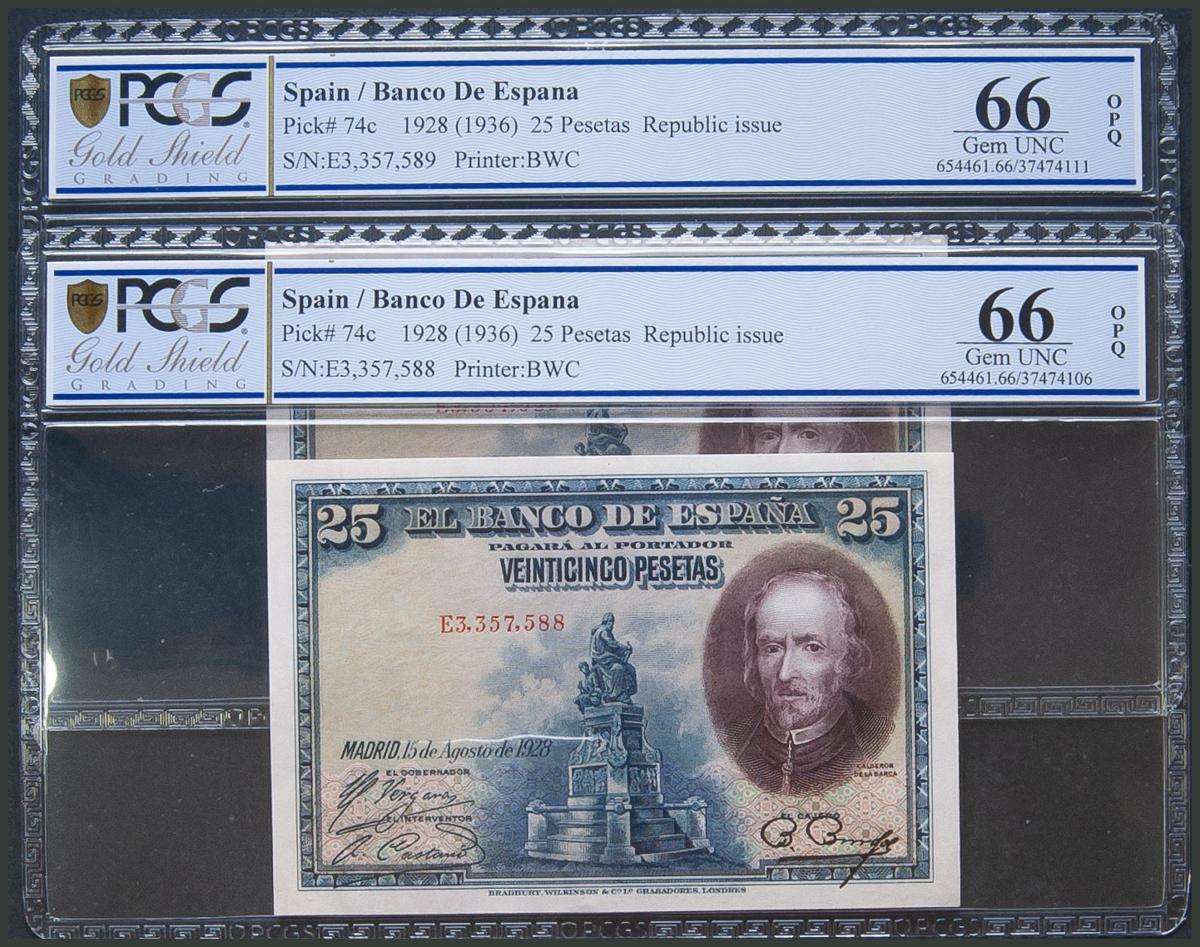 PCGS
PCGS
Gold Shield
GRADING
Spain / Banco De Espana
Pick# 74c 1928 (1936) 25 Pesetas Republic issue
S/N:E3,357,589 Printer:BWC
66
Gem UNC
654461.66/37474111
OPQ
PCGS
PCGS
Gold Shield
GRADING
Spain / Banco De Espana
Pick# 74c 1928 (1936) 25 Pesetas Republic issue
S/N:E3,357,588 Printer:BWC
66
Gem UNC
654461.66/37474106
OPQ
25 EL BANCO DE ESPAÑA 25
PAGARÁ AL PORTADOR
VEINTICINCO PESETAS
E3,357,588
MADRID, 15 de Agosto de 1928
EL GOBERNADOR
EL INTERVENTOR
CALDERON
DE LA BARCA
EL CAJERO
BRADBURY, WILKINSON & Cº Lº GRABADORES, LONDRES